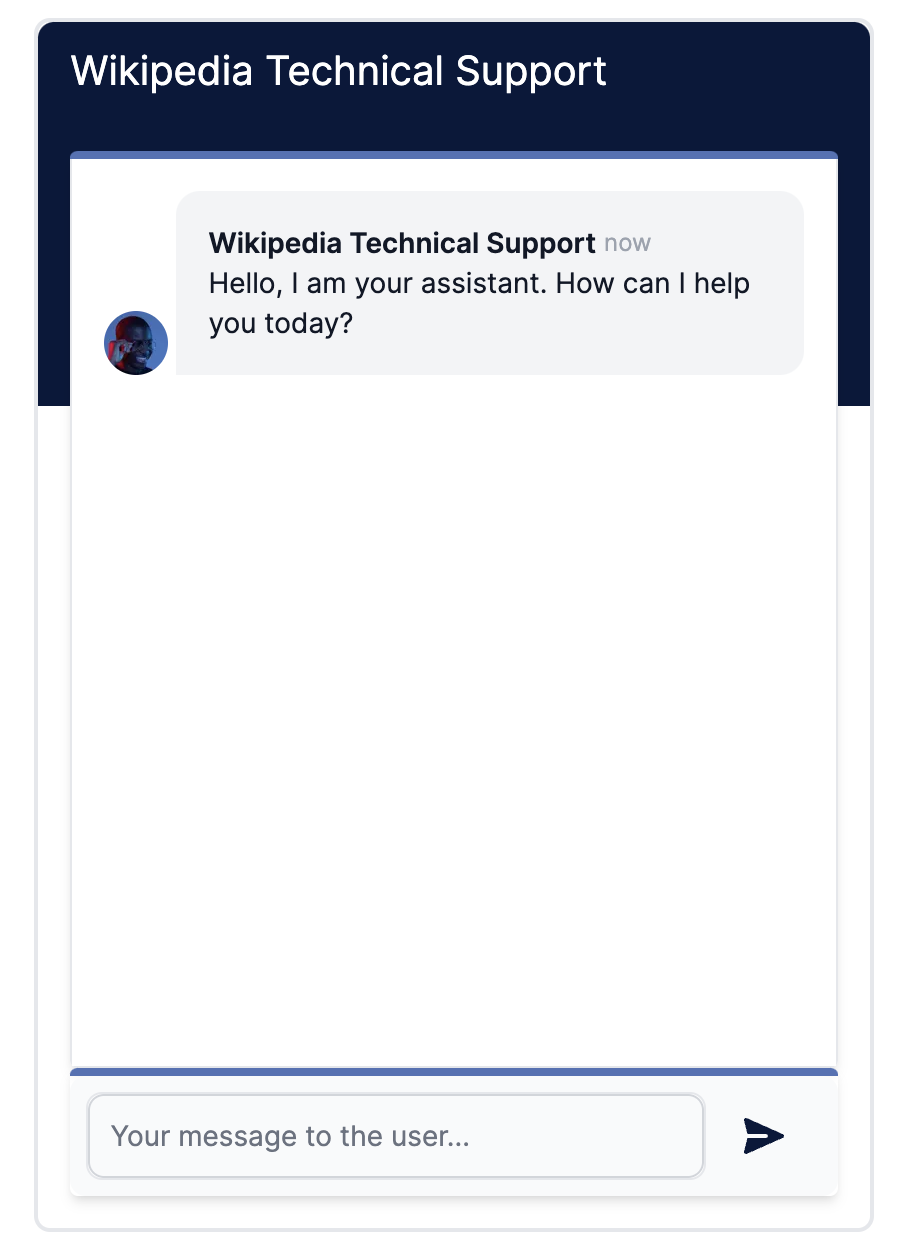 Wikipedia Technical Support
Wikipedia Technical Support now
Hello, I am your assistant. How can I help
you today?
Your message to the user...